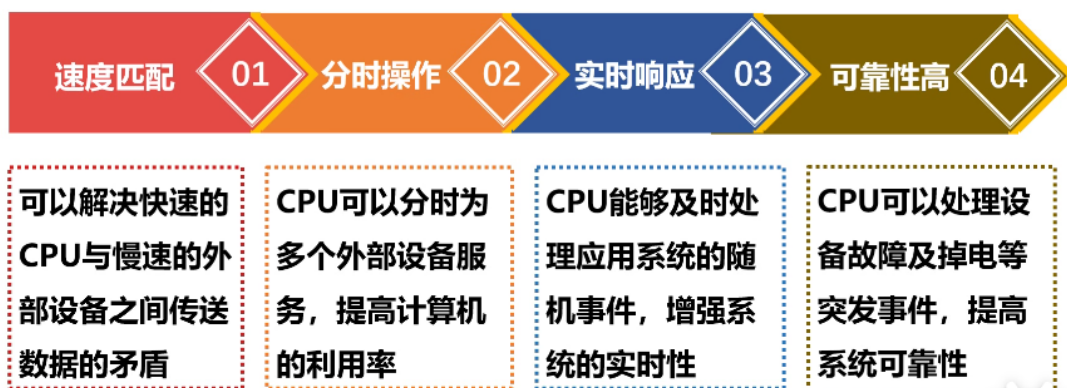 速度匹配 01 分时操作 02 实时响应 03 可靠性高 04
可以解决快速的
CPU与慢速的外
部设备之间传送
数据的矛盾
CPU可以分时为
多个外部设备服
务，提高计算机
的利用率
CPU能够及时处
理应用系统的随
机事件，增强系
统的实时性
CPU可以处理设
备故障及掉电等
突发事件，提高
系统可靠性